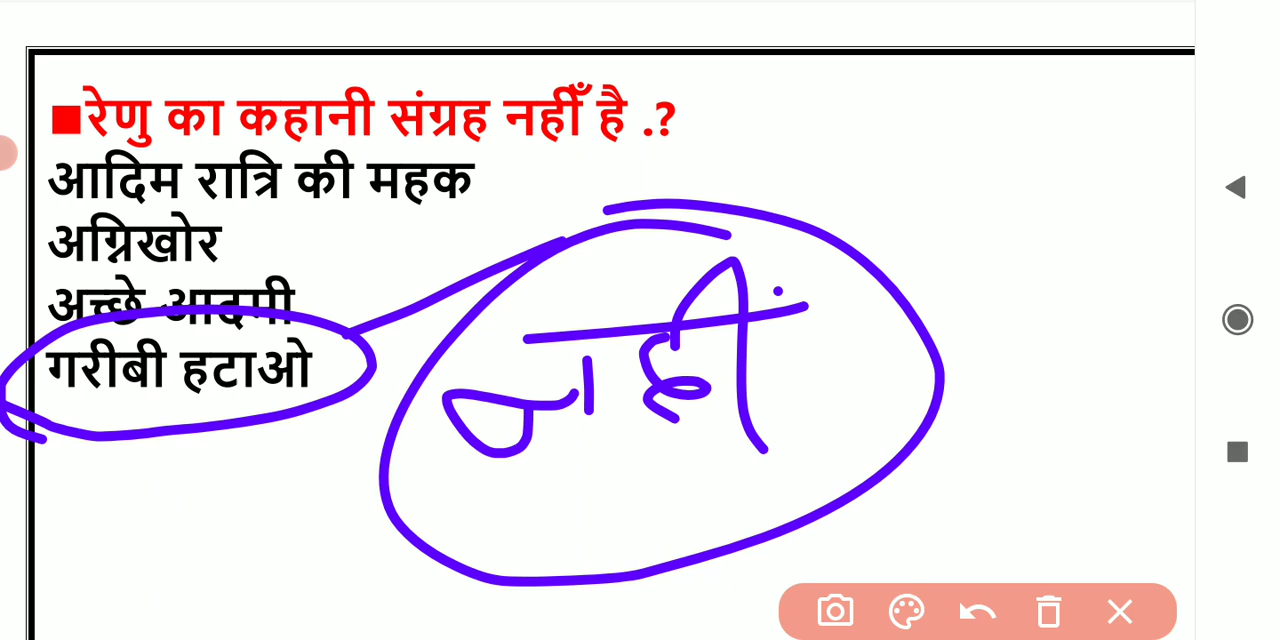 रेणु का कहानी संग्रह नहीँ है .?
आदिम रात्रि की महक
अग्निखोर
अच्छे आदमी
गरीबी हटाओ
नहीं